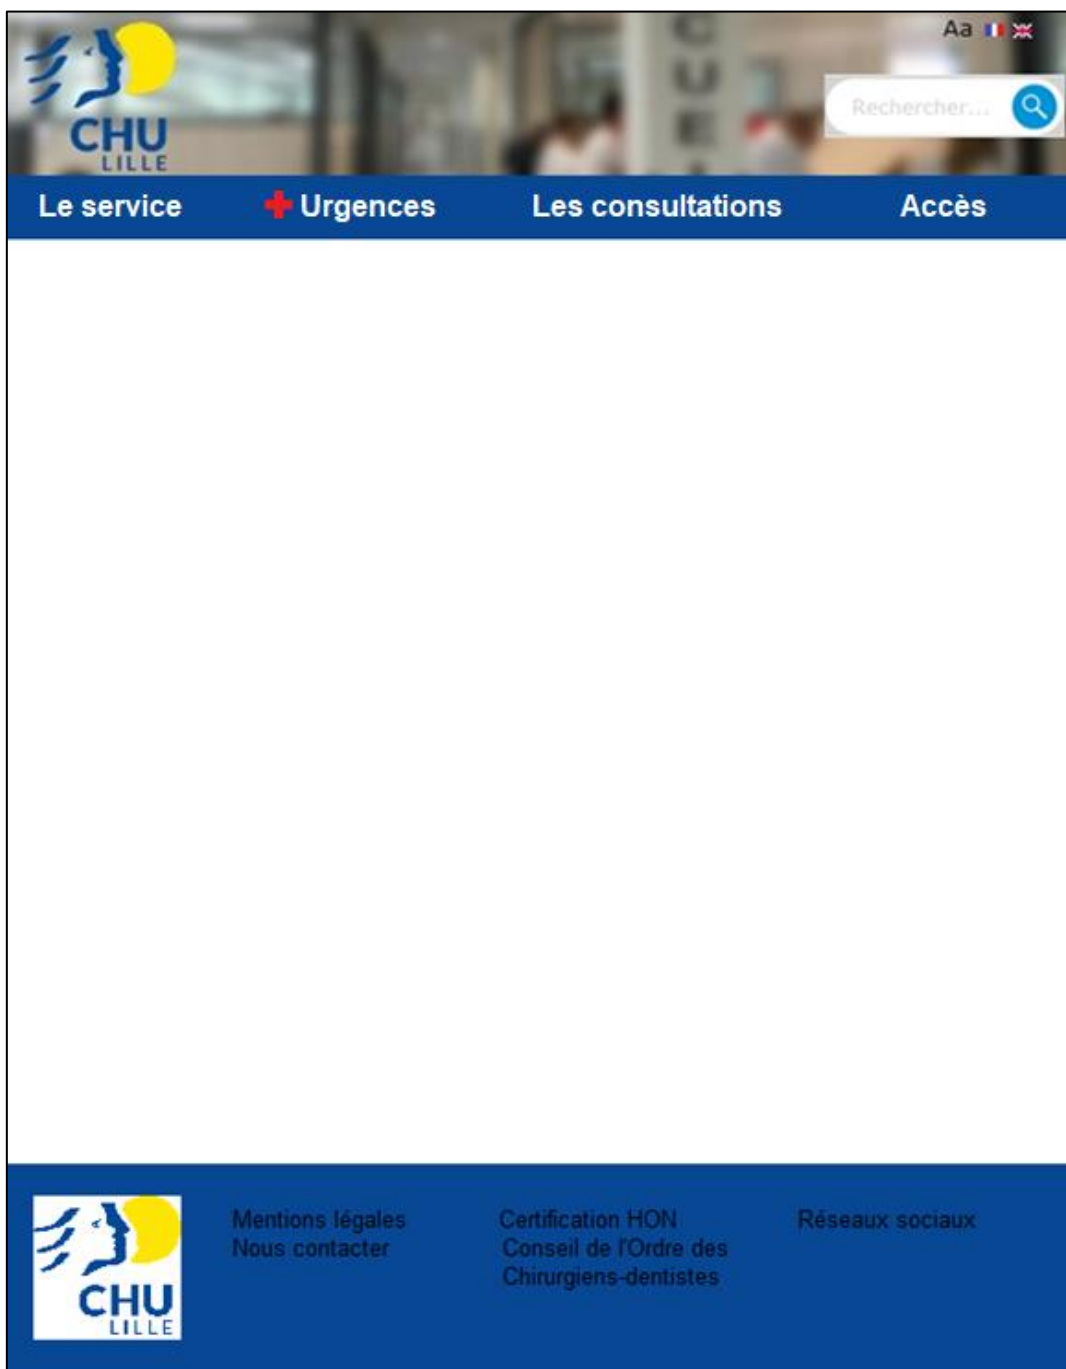 CHU
LILLE
Aa
Rechercher...
Le service
Urgences
Les consultations
Accès
CHU
LILLE
Mentions légales
Nous contacter
Certification HON
Conseil de l'Ordre des
Chirurgiens-dentistes
Réseaux sociaux